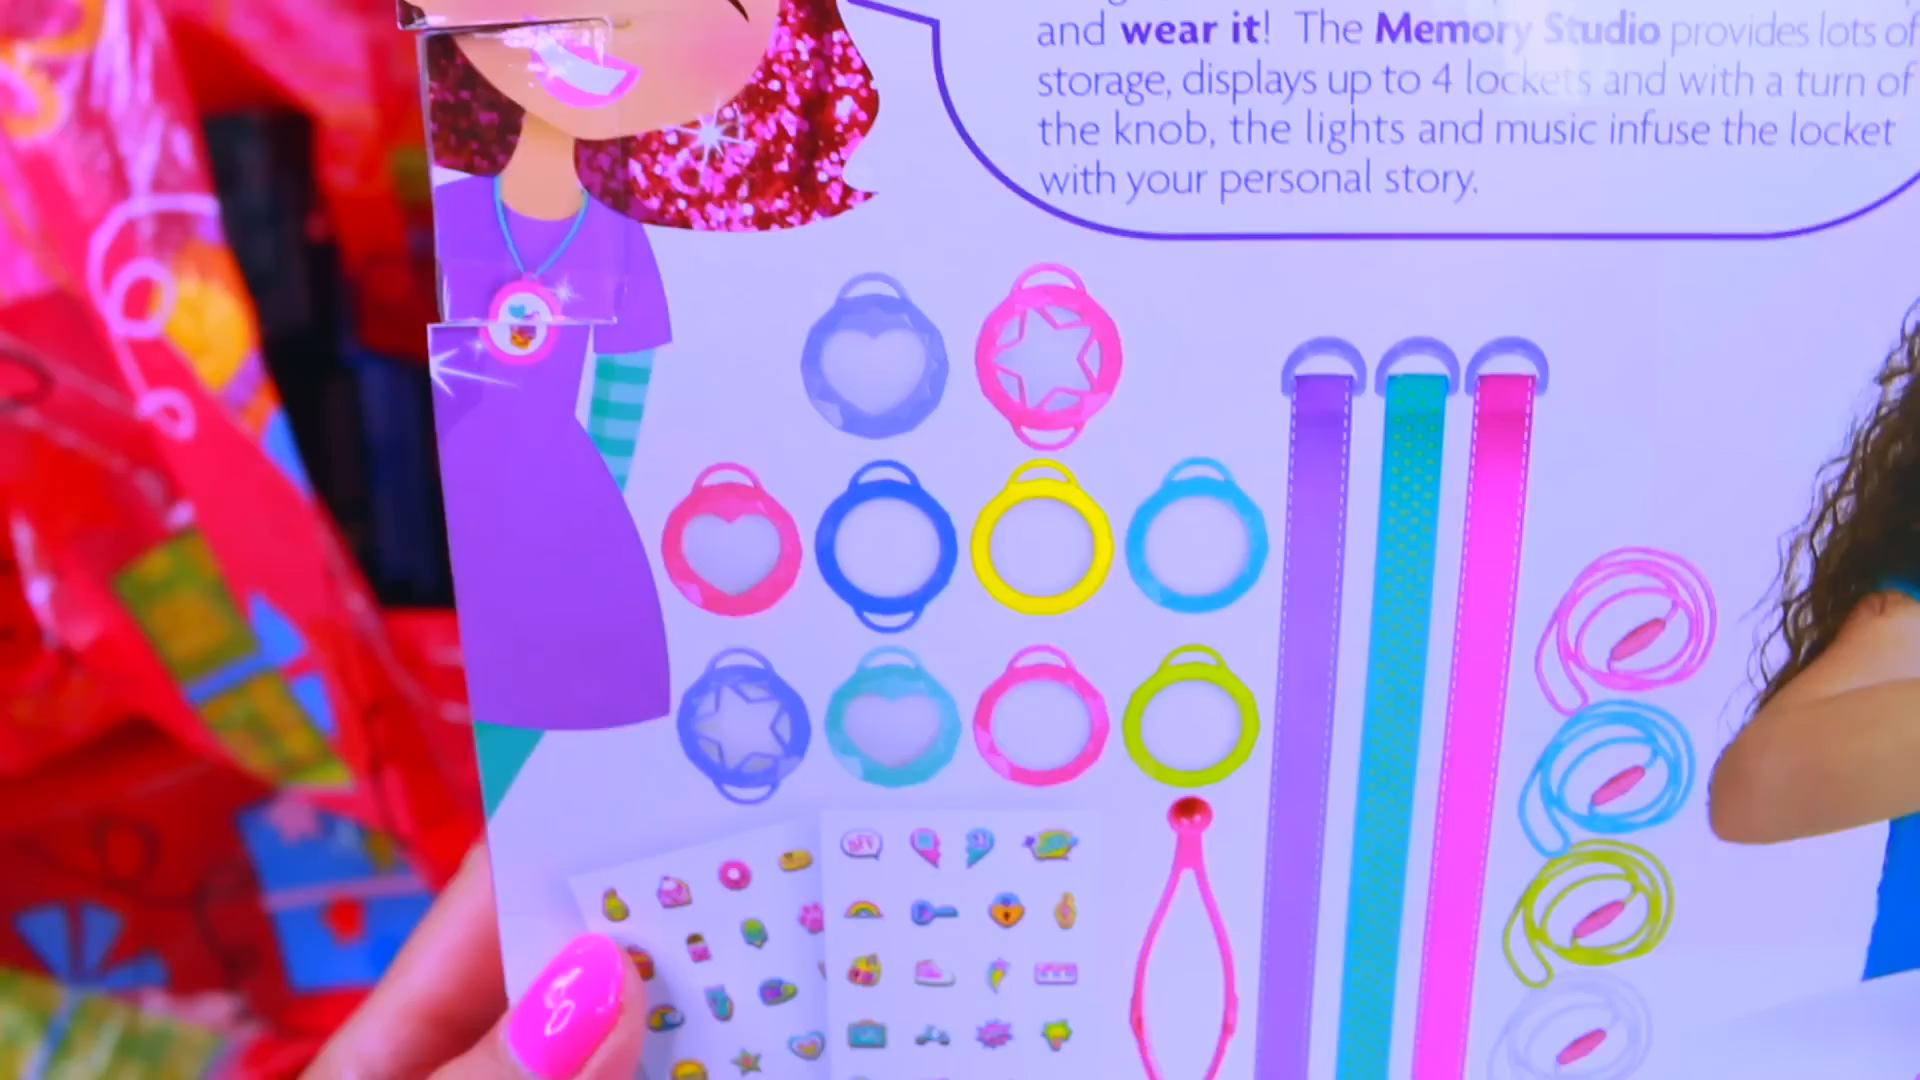 and wear it! The Memory Studio provides lots of
storage, displays up to 4 lockets and with a turn of
the knob, the lights and music infuse the locket
with your personal story.
BFF